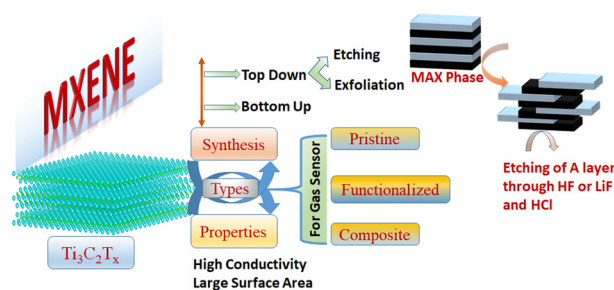 MXENE
Ti₃C₂Tₓ
Top Down
Etching
Exfoliation
Bottom Up
Synthesis
Types
Properties
High Conductivity
Large Surface Area
For Gas Sensor
Pristine
Functionalized
Composite
MAX Phase
Etching of A layer
through HF or LiF
and HCl